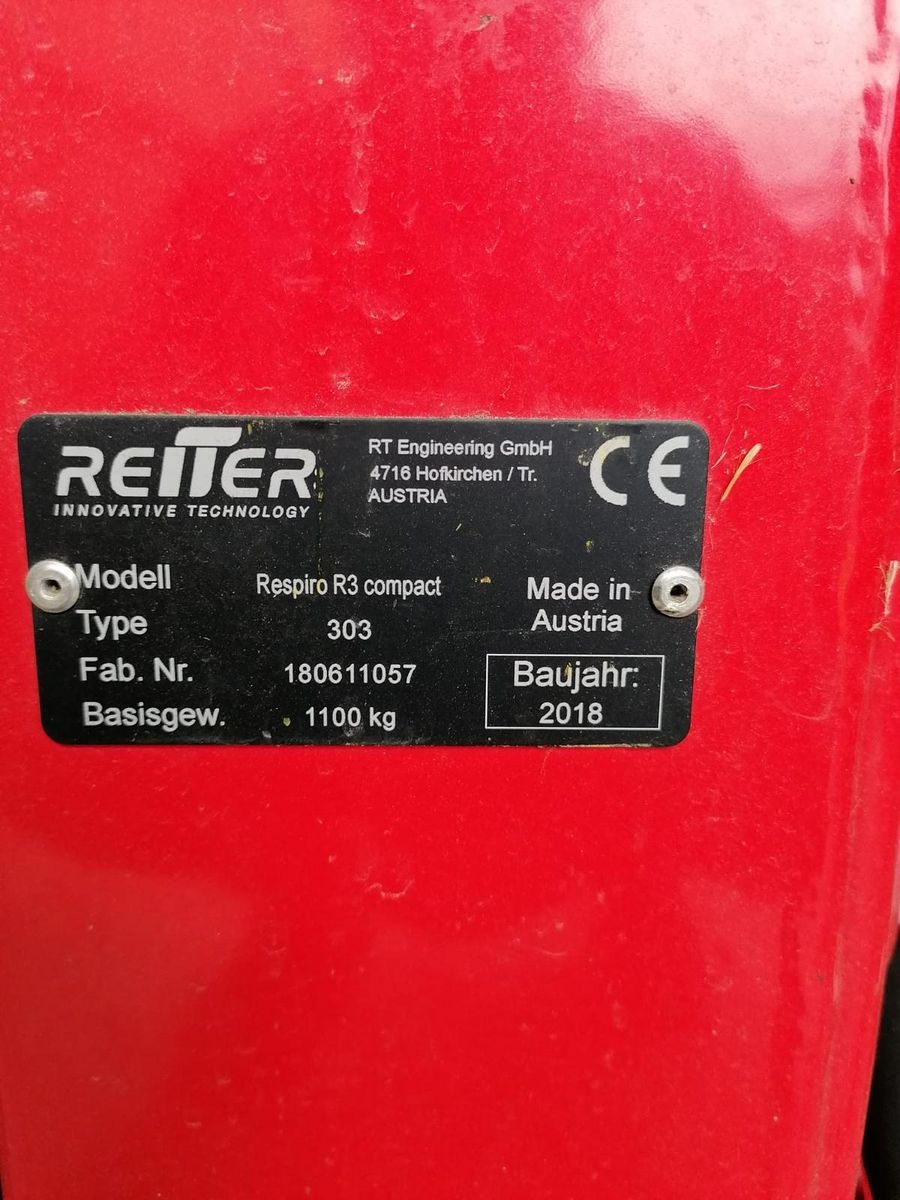 REITER
INNOVATIVE TECHNOLOGY
RT Engineering GmbH
4716 Hofkirchen / Tr.
AUSTRIA
CE
Modell Respiro R3 compact
Type 303
Fab. Nr. 180611057
Basisgew. 1100 kg
Made in
Austria
Baujahr:
2018